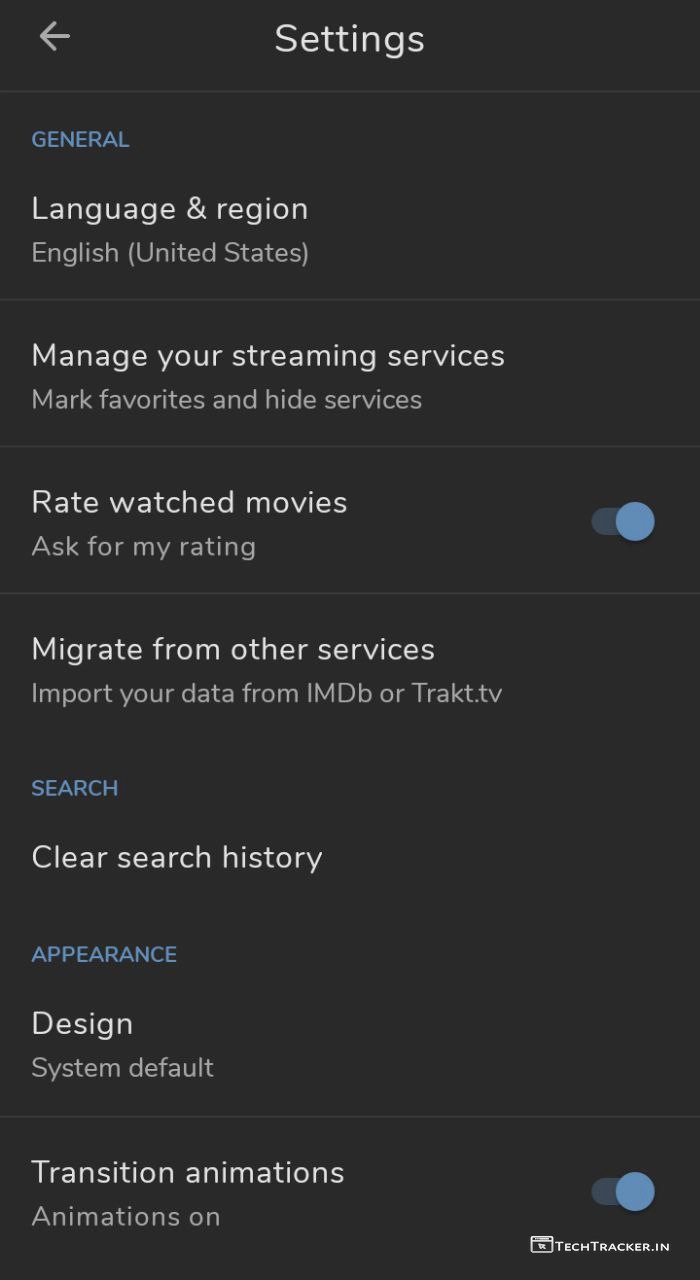 Settings
GENERAL
Language & region
English (United States)
Manage your streaming services
Mark favorites and hide services
Rate watched movies
Ask for my rating
Migrate from other services
Import your data from IMDb or Trakt.tv
SEARCH
Clear search history
APPEARANCE
Design
System default
Transition animations
Animations on
TECHTRACKER.IN